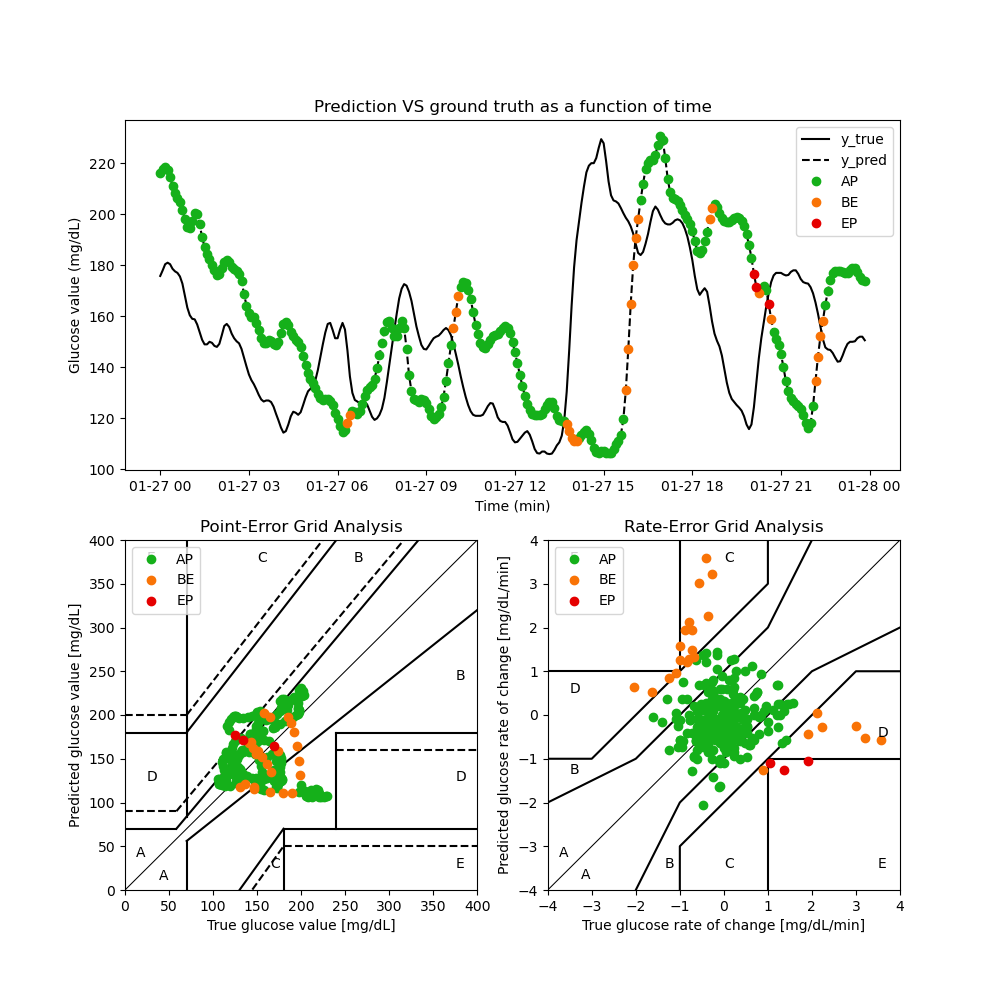 Prediction VS ground truth as a function of time
Glucose value (mg/dL)
220
200
180
160
140
120
100
y_true
y_pred
AP
BE
EP
01-27 00 01-27 03 01-27 06 01-27 09 01-27 12 01-27 15 01-27 18 01-27 21 01-28 00
Time (min)
Point-Error Grid Analysis
Predicted glucose value [mg/dL]
400
350
300
250
200
150
100
50
0
AP
BE
EP
C
B
B
D
D
A
A
C
E
0 50 100 150 200 250 300 350 400
True glucose value [mg/dL]
Rate-Error Grid Analysis
Predicted glucose rate of change [mg/dL/min]
4
3
2
1
0
−1
−2
−3
−4
AP
BE
EP
C
D
D
B
A
A
B
C
E
−4 −3 −2 −1 0 1 2 3 4
True glucose rate of change [mg/dL/min]